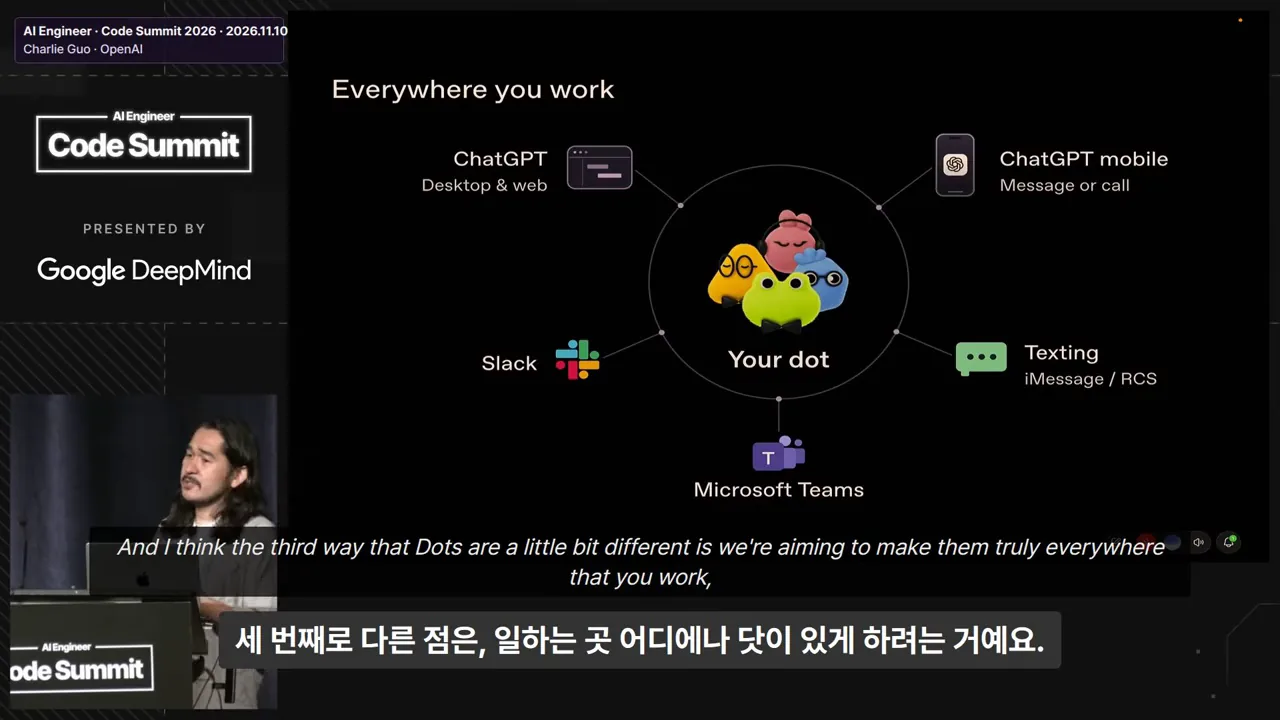 AI Engineer · Code Summit 2026 · 2026.11.10
Charlie Guo · OpenAI
AI Engineer
Code Summit
PRESENTED BY
Google DeepMind
Everywhere you work
ChatGPT
Desktop & web
ChatGPT mobile
Message or call
Your dot
Slack
Texting
iMessage / RCS
T
Microsoft Teams
And I think the third way that Dots are a little bit different is we're aiming to make them truly everywhere
that you work,
세 번째로 다른 점은, 일하는 곳 어디에나 닷이 있게 하려는 거예요.
AI Engineer
ode Summit